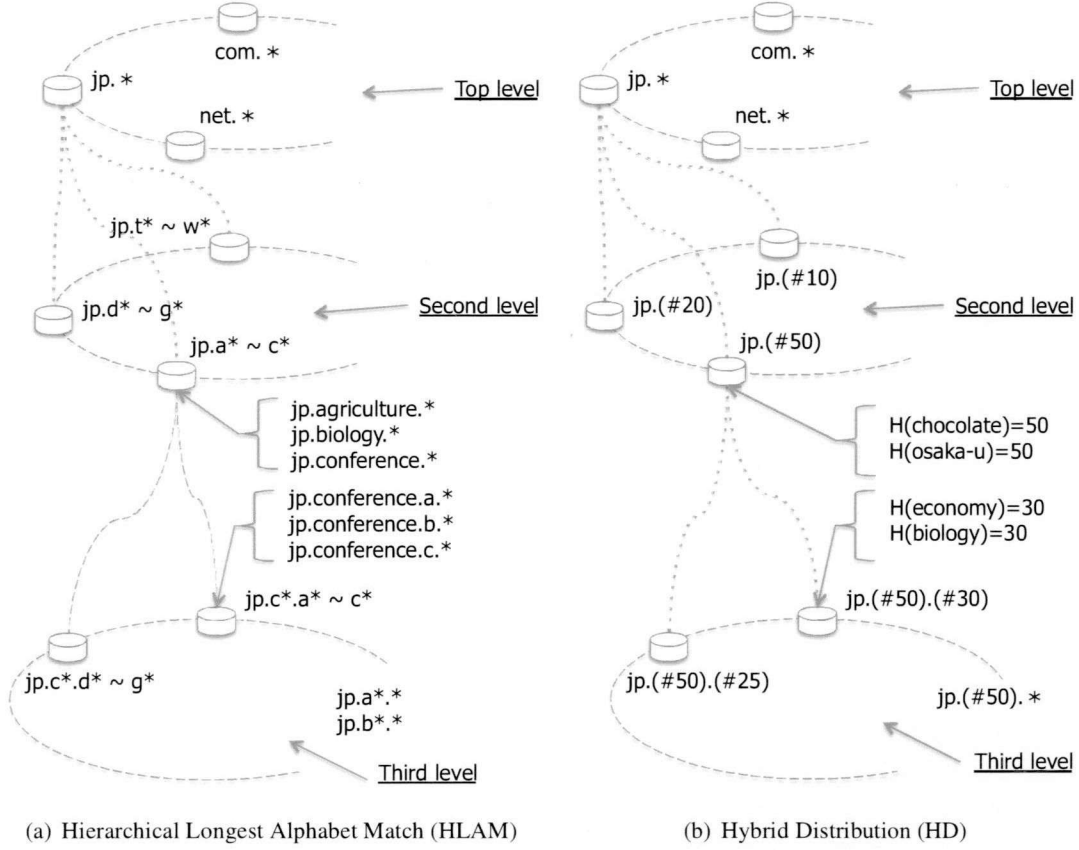 com. *
jp. *
Top level
net. *
jp.t* ~ w*
jp.d* ~ g*
Second level
jp.a* ~ c*
jp.agriculture.*
jp.biology.*
jp.conference.*
jp.conference.a.*
jp.conference.b.*
jp.conference.c.*
jp.c*.a* ~ c*
jp.c*.d* ~ g*
jp.a*.*
jp.b*.*
Third level
(a) Hierarchical Longest Alphabet Match (HLAM)
com. *
jp. *
Top level
net. *
jp.(#10)
jp.(#20)
Second level
jp.(#50)
H(chocolate)=50
H(osaka-u)=50
H(economy)=30
H(biology)=30
jp.(#50).(#30)
jp.(#50).(#25)
jp.(#50). *
Third level
(b) Hybrid Distribution (HD)